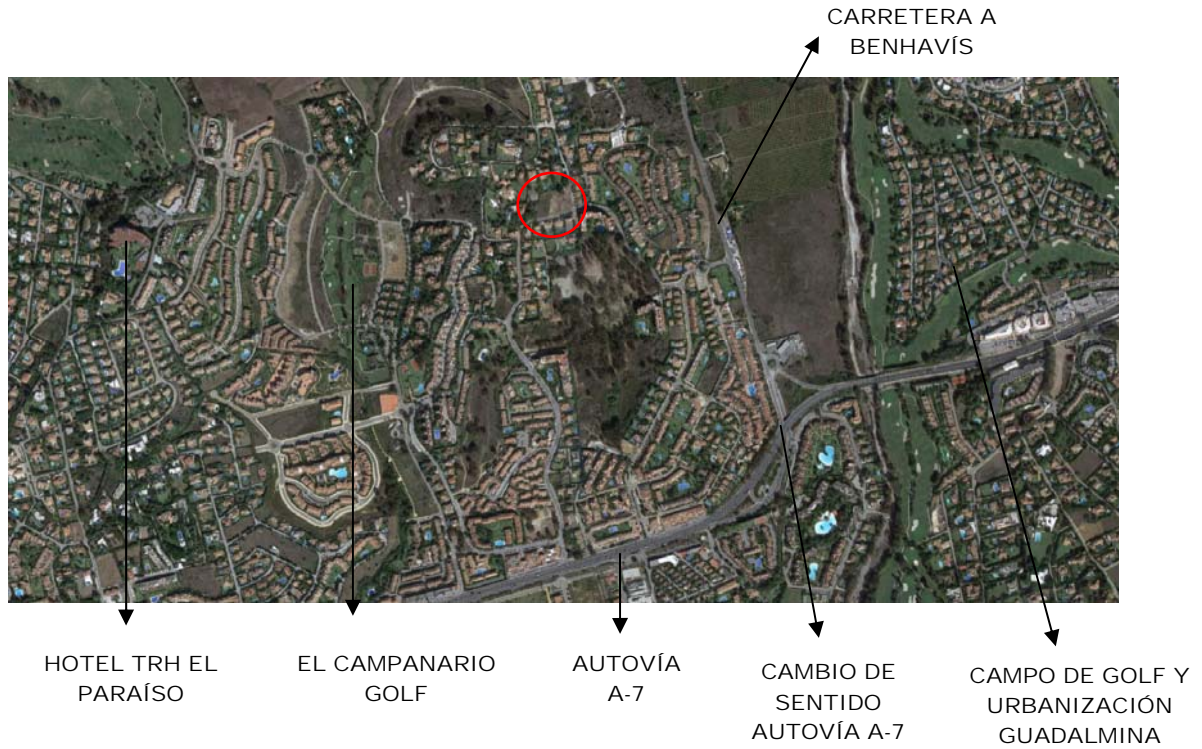 CARRETERA A
BENHAVÍS
HOTEL TRH EL
PARAÍSO
EL CAMPANARIO
GOLF
AUTOVÍA
A-7
CAMBIO DE
SENTIDO
AUTOVÍA A-7
CAMPO DE GOLF Y
URBANIZACIÓN
GUADALMINA